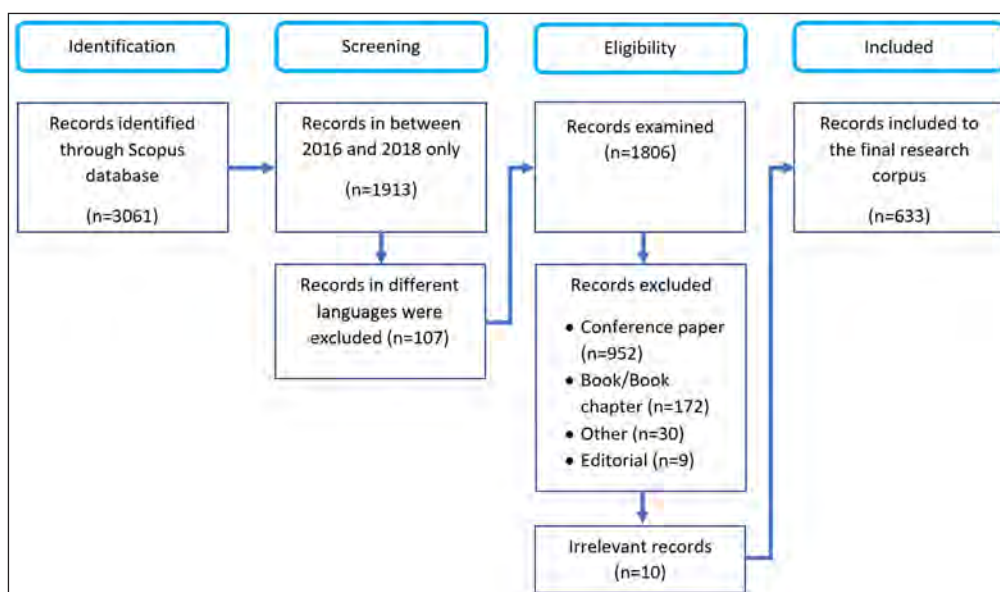 Identification
Screening
Eligibility
Included
Records identified
through Scopus
database
(n=3061)
Records in between
2016 and 2018 only
(n=1913)
Records in different
languages were
excluded (n=107)
Records examined
(n=1806)
Records excluded
• Conference paper
(n=952)
• Book/Book
chapter (n=172)
• Other (n=30)
• Editorial (n=9)
Irrelevant records
(n=10)
Records included to
the final research
corpus
(n=633)